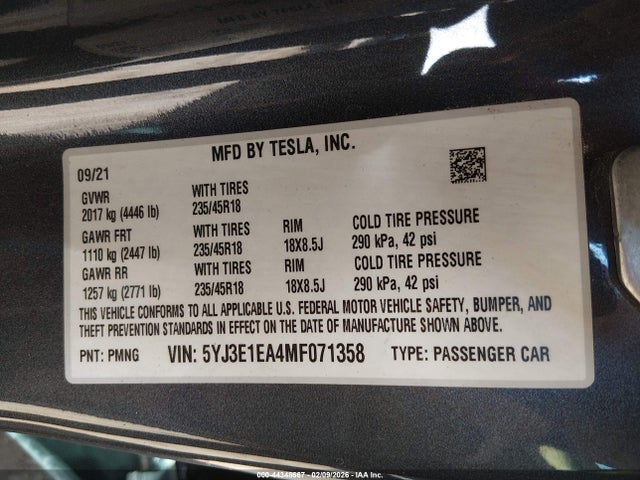 MFD BY TESLA, INC.
09/21
GVWR WITH TIRES
2017 kg (4446 lb) 235/45R18
GAWR FRT WITH TIRES RIM COLD TIRE PRESSURE
1110 kg (2447 lb) 235/45R18 18X8.5J 290 kPa, 42 psi
GAWR RR WITH TIRES RIM COLD TIRE PRESSURE
1257 kg (2771 lb) 235/45R18 18X8.5J 290 kPa, 42 psi
THIS VEHICLE CONFORMS TO ALL APPLICABLE U.S. FEDERAL MOTOR VEHICLE SAFETY, BUMPER, AND
THEFT PREVENTION STANDARDS IN EFFECT ON THE DATE OF MANUFACTURE SHOWN ABOVE.
PNT: PMNG VIN: 5YJ3E1EA4MF071358 TYPE: PASSENGER CAR
000-44348667 02/09/2026 IAA Inc.